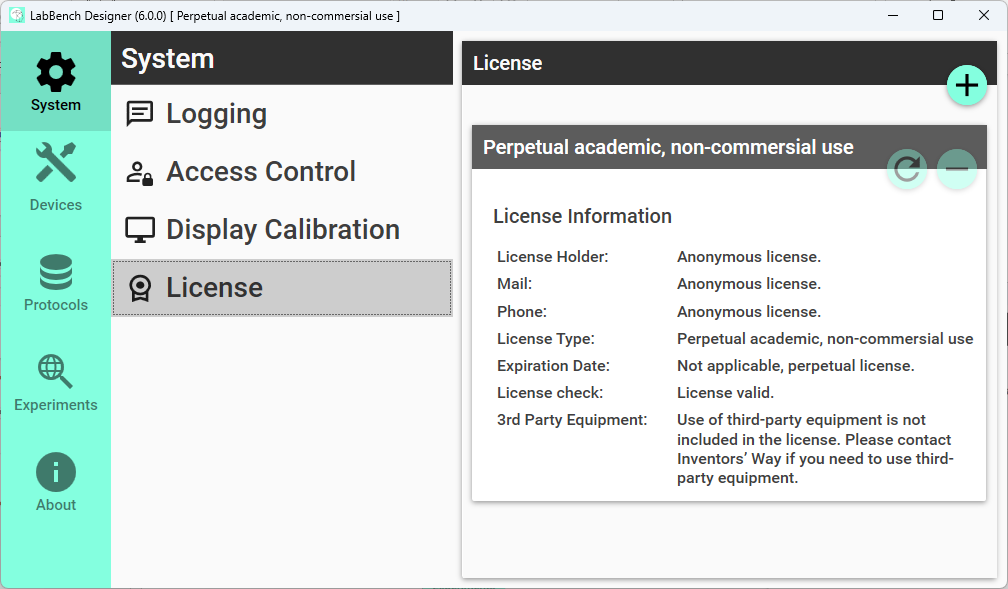 LabBench Designer (6.0.0) [ Perpetual academic, non-commersial use ]
System
Devices
Protocols
Experiments
About
System
Logging
Access Control
Display Calibration
License
License
Perpetual academic, non-commersial use
License Information
License Holder: Anonymous license.
Mail: Anonymous license.
Phone: Anonymous license.
License Type: Perpetual academic, non-commersial use
Expiration Date: Not applicable, perpetual license.
License check: License valid.
3rd Party Equipment: Use of third-party equipment is not
included in the license. Please contact
Inventors’ Way if you need to use third-
party equipment.